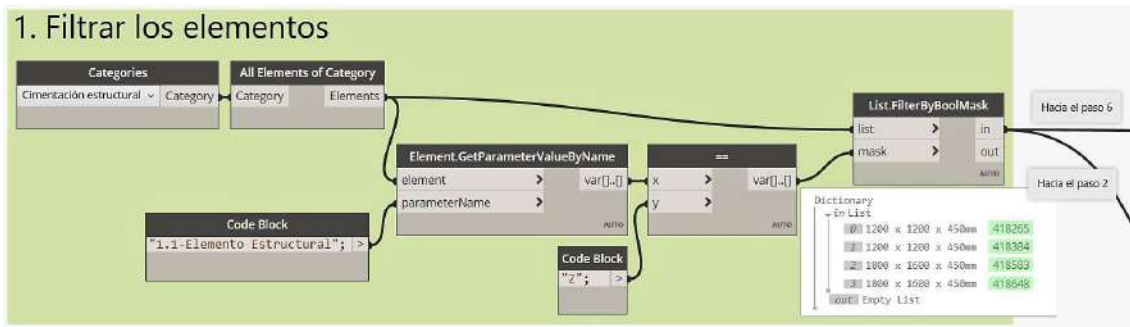 1. Filtrar los elementos
Categories
Cimentación estructural Category
All Elements of Category
Category Elements
List.FilterByBoolMask
list > in
mask > out
AUTO
Hacia el paso 6
Hacia el paso 2
Element.GetParameterValueByName
element > var[]..[]
parameterName >
AUTO
==
x > var[]..[]
y >
AUTO
Code Block
"1.1-Elemento Estructural"; >
Code Block
"Z"; >
Dictionary
in List
0 1200 x 1200 x 450mm 418265
1 1200 x 1200 x 450mm 418384
2 1800 x 1600 x 450mm 418583
3 1800 x 1600 x 450mm 418648
out Empty List